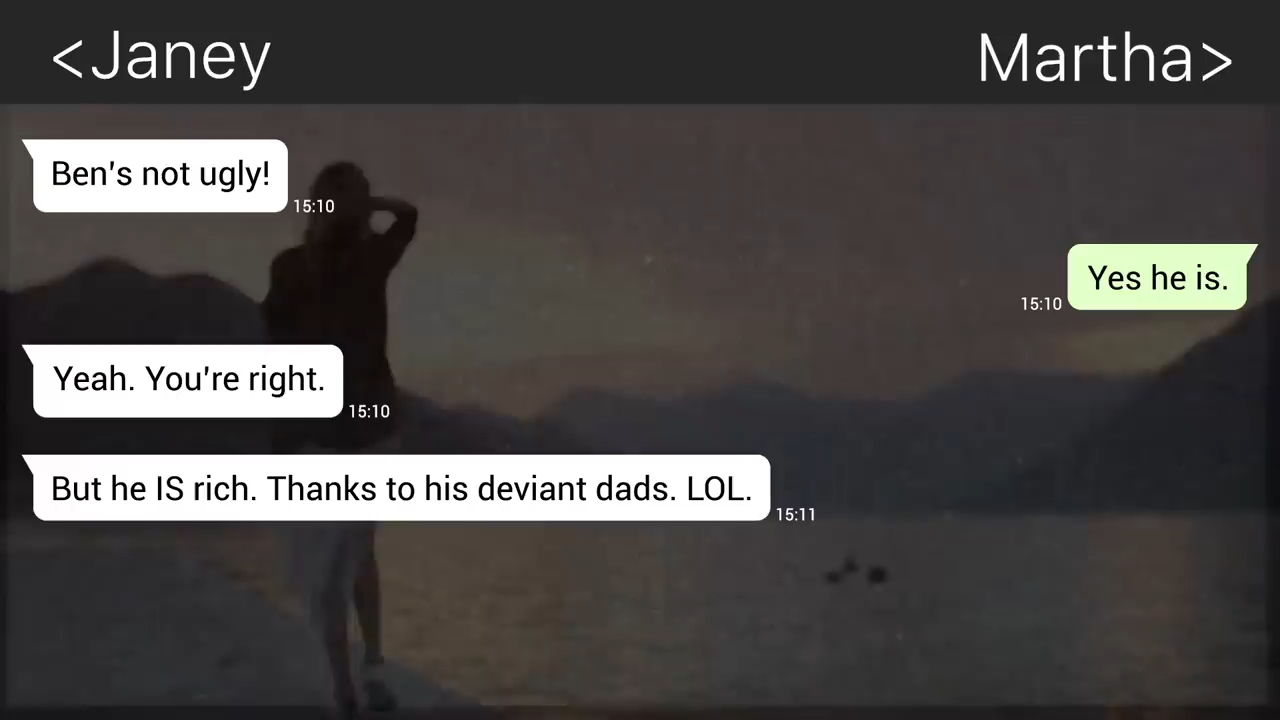 <Janey
Martha>
Ben's not ugly!
15:10
Yes he is.
15:10
Yeah. You're right.
15:10
But he IS rich. Thanks to his deviant dads. LOL.
15:11